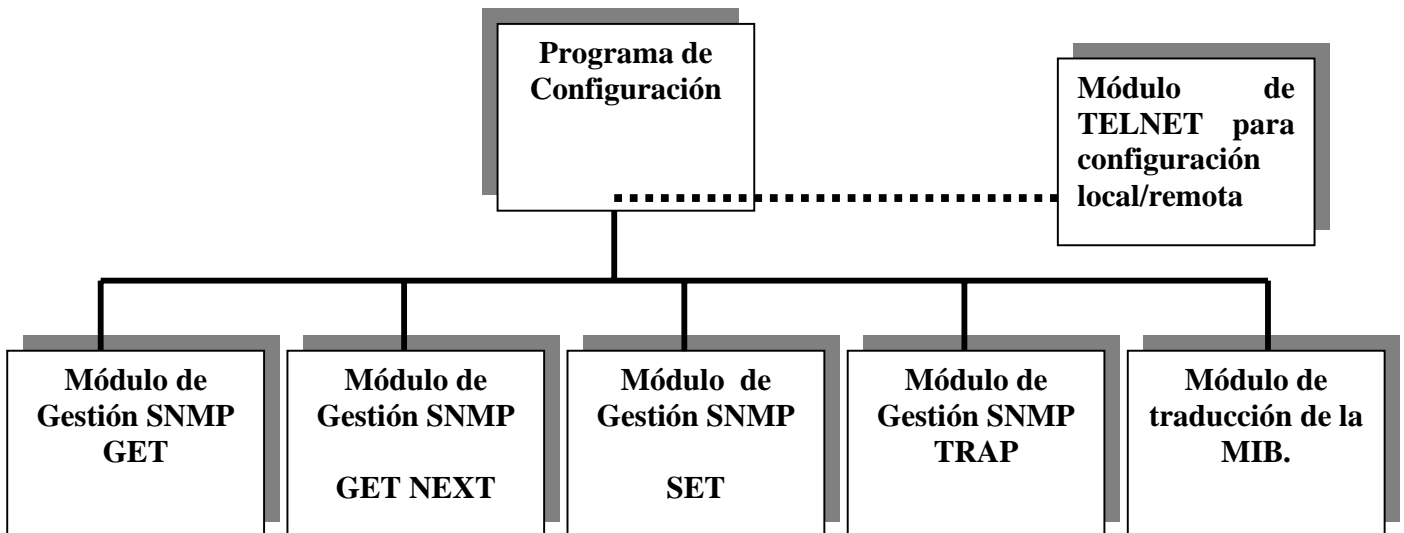 Programa de
Configuración
Módulo de
TELNET para
configuración
local/remota
Módulo de
Gestión SNMP
GET
Módulo de
Gestión SNMP
GET NEXT
Módulo de
Gestión SNMP
SET
Módulo de
Gestión SNMP
TRAP
Módulo de
traducción de la
MIB.